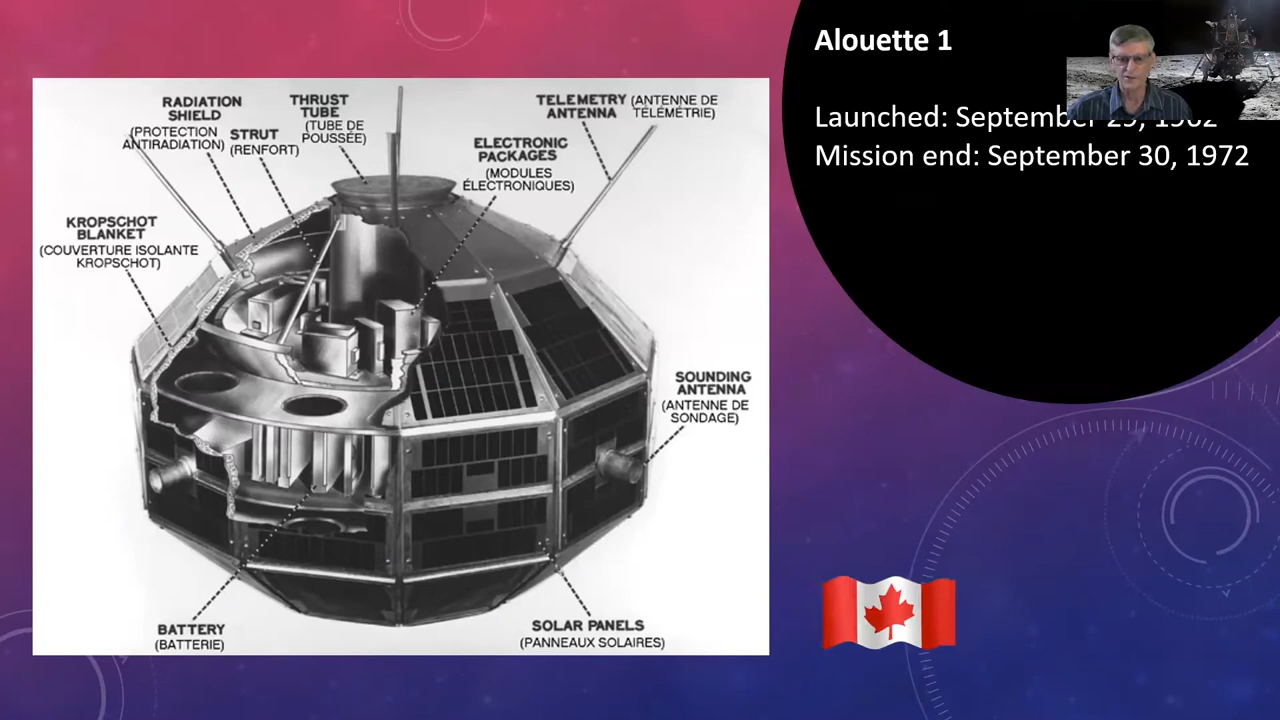 Alouette 1
Launched: September 29, 1962
Mission end: September 30, 1972
RADIATION
SHIELD
(PROTECTION
ANTIRADIATION)
STRUT
(RENFORT)
THRUST
TUBE
(TUBE DE
POUSSÉE)
TELEMETRY (ANTENNE DE
ANTENNA TÉLÉMÉTRIE)
ELECTRONIC
PACKAGES
(MODULES
ÉLECTRONIQUES)
KROPSCHOT
BLANKET
(COUVERTURE ISOLANTE
KROPSCHOT)
SOUNDING
ANTENNA
(ANTENNE DE
SONDAGE)
BATTERY
(BATTERIE)
SOLAR PANELS
(PANNEAUX SOLAIRES)